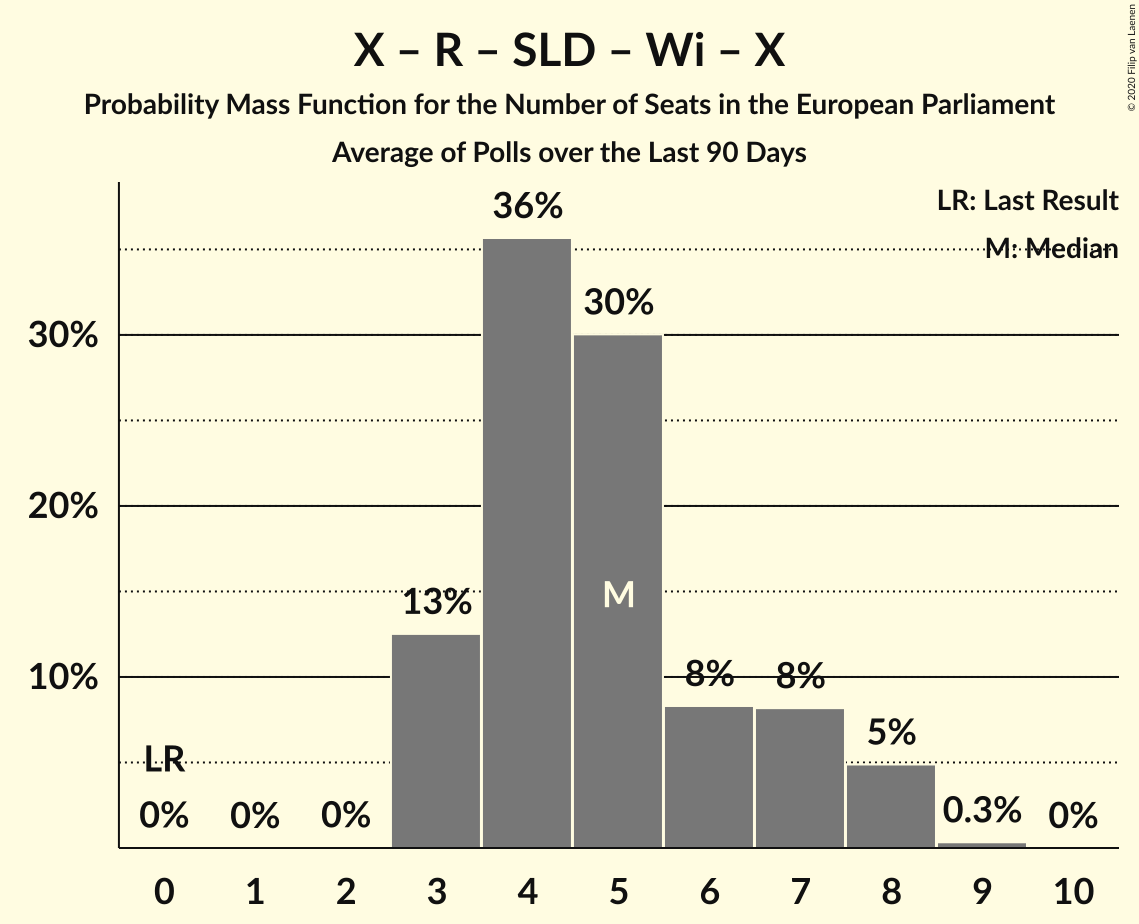 X – R – SLD – Wi – X
Probability Mass Function for the Number of Seats in the European Parliament
Average of Polls over the Last 90 Days
© 2020 Filip van Laenen
LR: Last Result
M: Median
36%
30%
30%
20%
13%
M
10%
8%
8%
5%
LR
0%
0%
0%
0.3%
0%
0 1 2 3 4 5 6 7 8 9 10